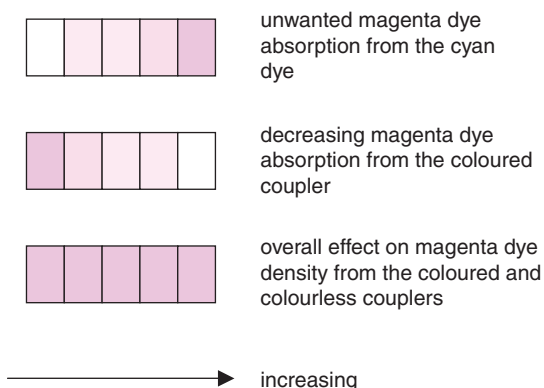 unwanted magenta dye
absorption from the cyan
dye
decreasing magenta dye
absorption from the coloured
coupler
overall effect on magenta dye
density from the coloured and
colourless couplers
increasing